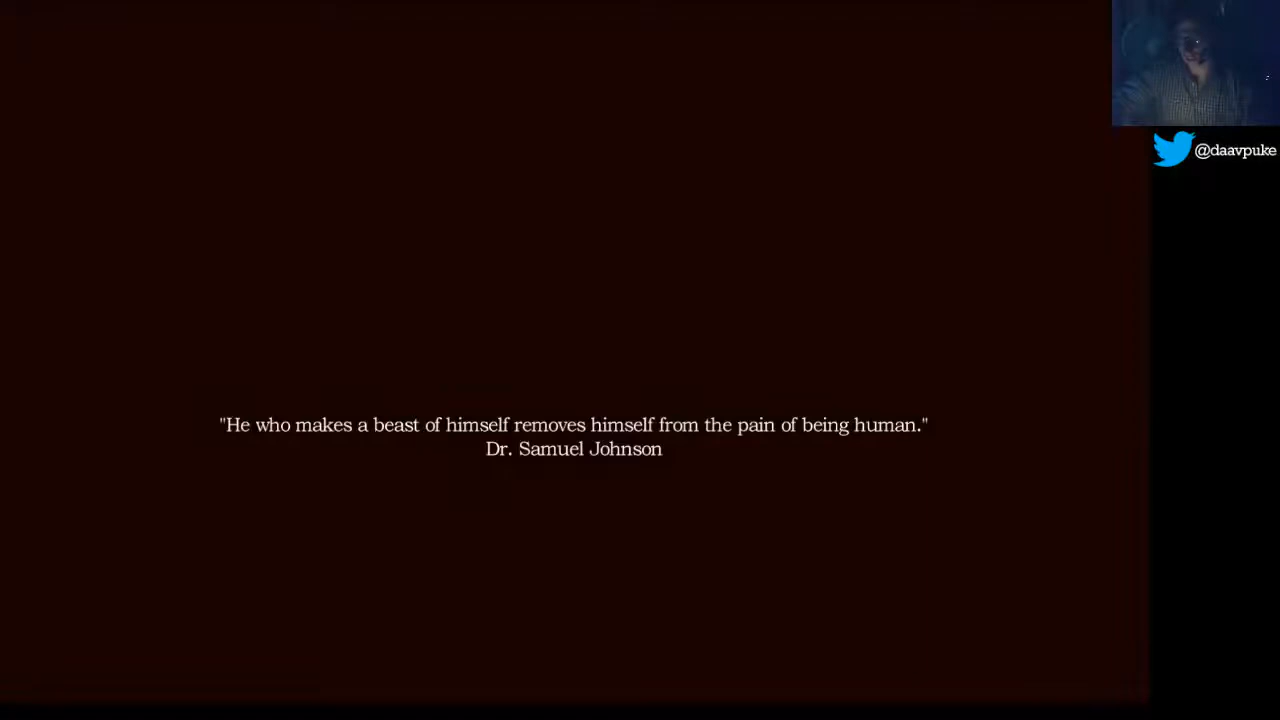 @daavpuke
"He who makes a beast of himself removes himself from the pain of being human."
Dr. Samuel Johnson